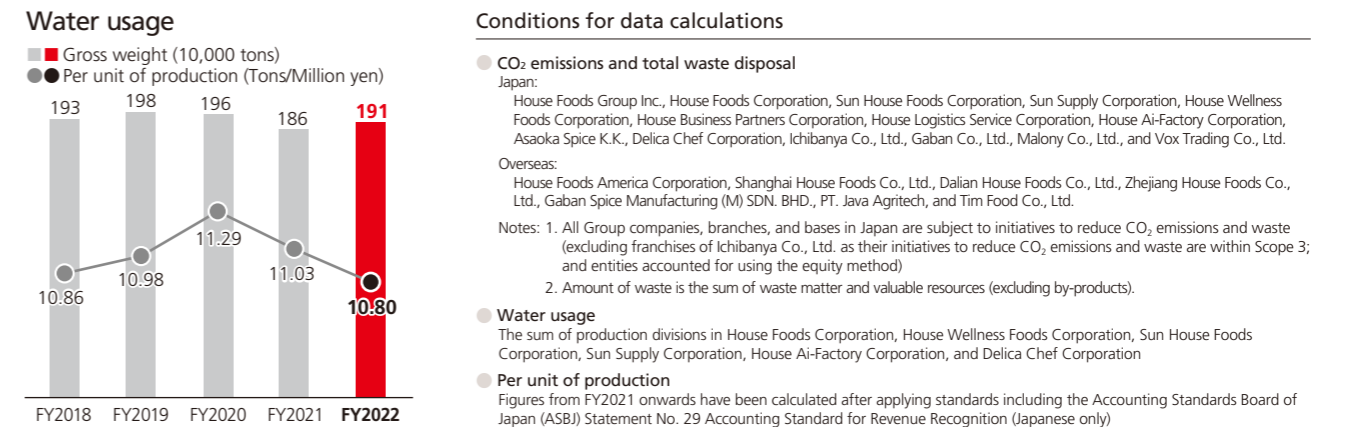 Water usage
Gross weight (10,000 tons)
Per unit of production (Tons/Million yen)
193
198
196
186
191
10.86
10.98
11.29
11.03
10.80
FY2018
FY2019
FY2020
FY2021
FY2022
Conditions for data calculations
CO₂ emissions and total waste disposal
Japan:
House Foods Group Inc., House Foods Corporation, Sun House Foods Corporation, Sun Supply Corporation, House Wellness
Foods Corporation, House Business Partners Corporation, House Logistics Service Corporation, House Ai-Factory Corporation,
Asaoka Spice K.K., Delica Chef Corporation, Ichibanya Co., Ltd., Gaban Co., Ltd., Malony Co., Ltd., and Vox Trading Co., Ltd.
Overseas:
House Foods America Corporation, Shanghai House Foods Co., Ltd., Dalian House Foods Co., Ltd., Zhejiang House Foods Co.,
Ltd., Gaban Spice Manufacturing (M) SDN. BHD., PT. Java Agritech, and Tim Food Co., Ltd.
Notes: 1. All Group companies, branches, and bases in Japan are subject to initiatives to reduce CO₂ emissions and waste
(excluding franchises of Ichibanya Co., Ltd. as their initiatives to reduce CO₂ emissions and waste are within Scope 3;
and entities accounted for using the equity method)
2. Amount of waste is the sum of waste matter and valuable resources (excluding by-products).
Water usage
The sum of production divisions in House Foods Corporation, House Wellness Foods Corporation, Sun House Foods
Corporation, Sun Supply Corporation, House Ai-Factory Corporation, and Delica Chef Corporation
Per unit of production
Figures from FY2021 onwards have been calculated after applying standards including the Accounting Standards Board of
Japan (ASBJ) Statement No. 29 Accounting Standard for Revenue Recognition (Japanese only)